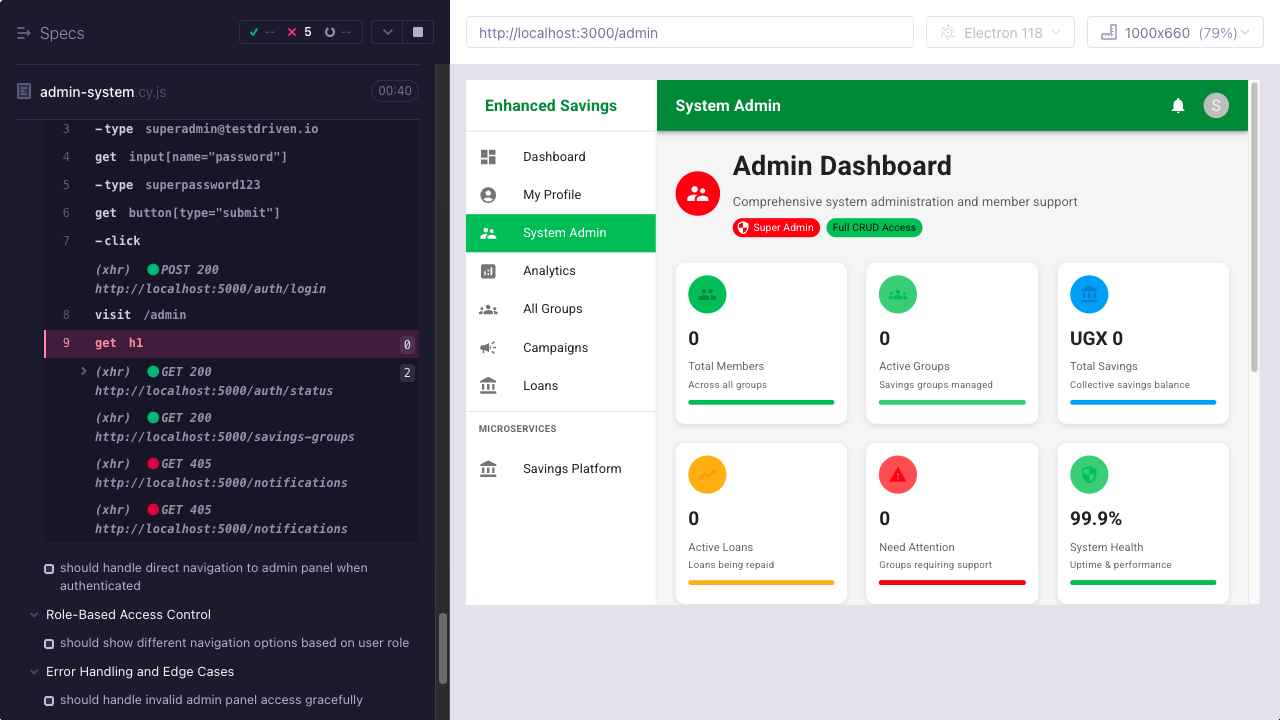 Specs
-- 5 --
http://localhost:3000/admin
Electron 118
1000x660 (79%)
admin-system.cy.js
00:40
3 -type superadmin@testdriven.io
4 get input[name="password"]
5 -type superpassword123
6 get button[type="submit"]
7 -click
(xhr) POST 200
http://localhost:5000/auth/login
8 visit /admin
9 get h1 0
(xhr) GET 200 2
http://localhost:5000/auth/status
(xhr) GET 200
http://localhost:5000/savings-groups
(xhr) GET 405
http://localhost:5000/notifications
(xhr) GET 405
http://localhost:5000/notifications
should handle direct navigation to admin panel when
authenticated
Role-Based Access Control
should show different navigation options based on user role
Error Handling and Edge Cases
should handle invalid admin panel access gracefully
Enhanced Savings
Dashboard
My Profile
System Admin
Analytics
All Groups
Campaigns
Loans
MICROSERVICES
Savings Platform
System Admin
S
Admin Dashboard
Comprehensive system administration and member support
Super Admin
Full CRUD Access
0
Total Members
Across all groups
0
Active Groups
Savings groups managed
UGX 0
Total Savings
Collective savings balance
0
Active Loans
Loans being repaid
0
Need Attention
Groups requiring support
99.9%
System Health
Uptime & performance